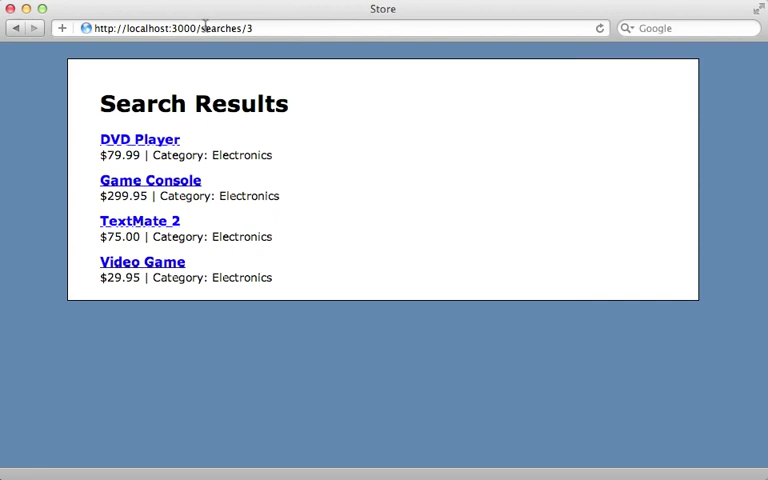 Store
http://localhost:3000/searches/3
Google
Search Results
DVD Player
$79.99 | Category: Electronics
Game Console
$299.95 | Category: Electronics
TextMate 2
$75.00 | Category: Electronics
Video Game
$29.95 | Category: Electronics